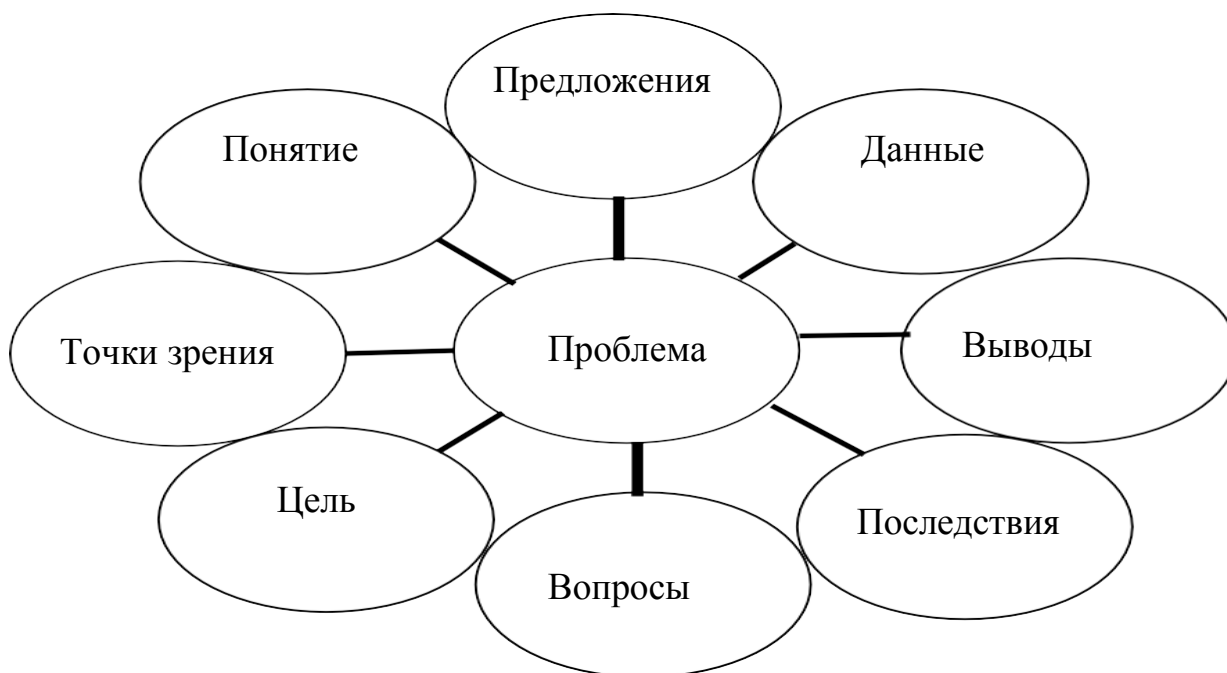 Предложения
Понятие
Данные
Точки зрения
Проблема
Выводы
Цель
Последствия
Вопросы